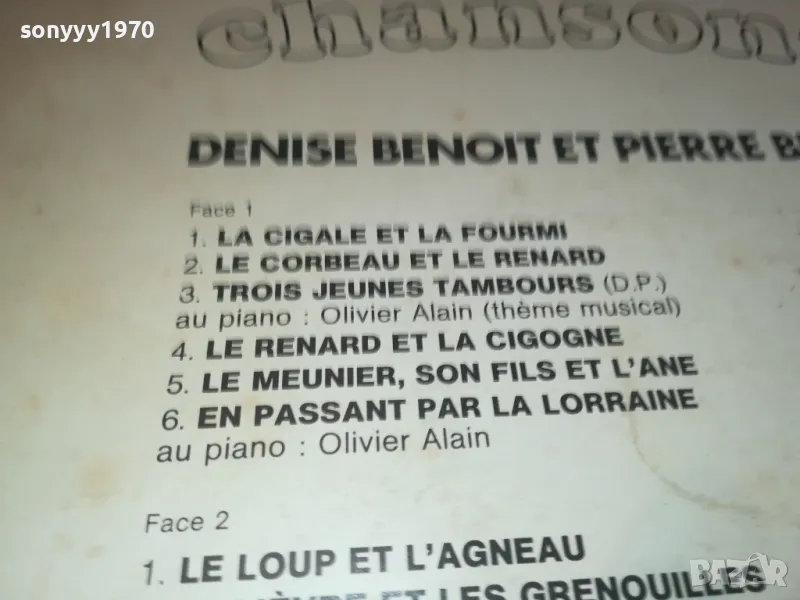 sonyyy1970
chanson
DENISE BENOIT ET PIERRE
Face 1
1. LA CIGALE ET LA FOURMI
2. LE CORBEAU ET LE RENARD
3. TROIS JEUNES TAMBOURS (D.P.)
au piano : Olivier Alain (thème musical)
4. LE RENARD ET LA CIGOGNE
5. LE MEUNIER, SON FILS ET L'ANE
6. EN PASSANT PAR LA LORRAINE
au piano : Olivier Alain
Face 2
1. LE LOUP ET L'AGNEAU
ET LES GRENOUILLES
BAZAR